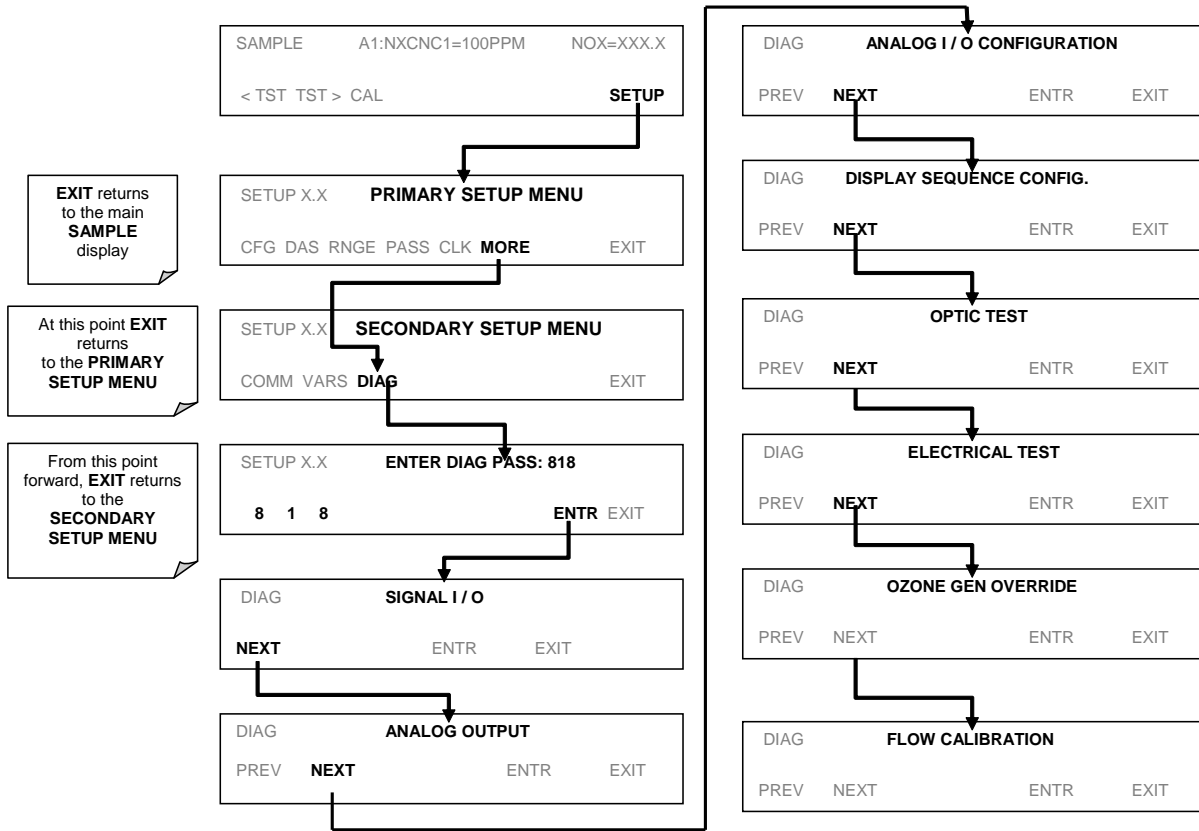 SAMPLE A1:NXCNC1=100PPM NOX=XXX.X
< TST TST > CAL SETUP
EXIT returns
to the main
SAMPLE
display
SETUP X.X PRIMARY SETUP MENU
CFG DAS RNGE PASS CLK MORE EXIT
At this point EXIT
returns
to the PRIMARY
SETUP MENU
SETUP X.X SECONDARY SETUP MENU
COMM VARS DIAG EXIT
From this point
forward, EXIT returns
to the
SECONDARY
SETUP MENU
SETUP X.X ENTER DIAG PASS: 818
8 1 8 ENTR EXIT
DIAG SIGNAL I / O
NEXT ENTR EXIT
DIAG ANALOG OUTPUT
PREV NEXT ENTR EXIT
DIAG ANALOG I / O CONFIGURATION
PREV NEXT ENTR EXIT
DIAG DISPLAY SEQUENCE CONFIG.
PREV NEXT ENTR EXIT
DIAG OPTIC TEST
PREV NEXT ENTR EXIT
DIAG ELECTRICAL TEST
PREV NEXT ENTR EXIT
DIAG OZONE GEN OVERRIDE
PREV NEXT ENTR EXIT
DIAG FLOW CALIBRATION
PREV NEXT ENTR EXIT